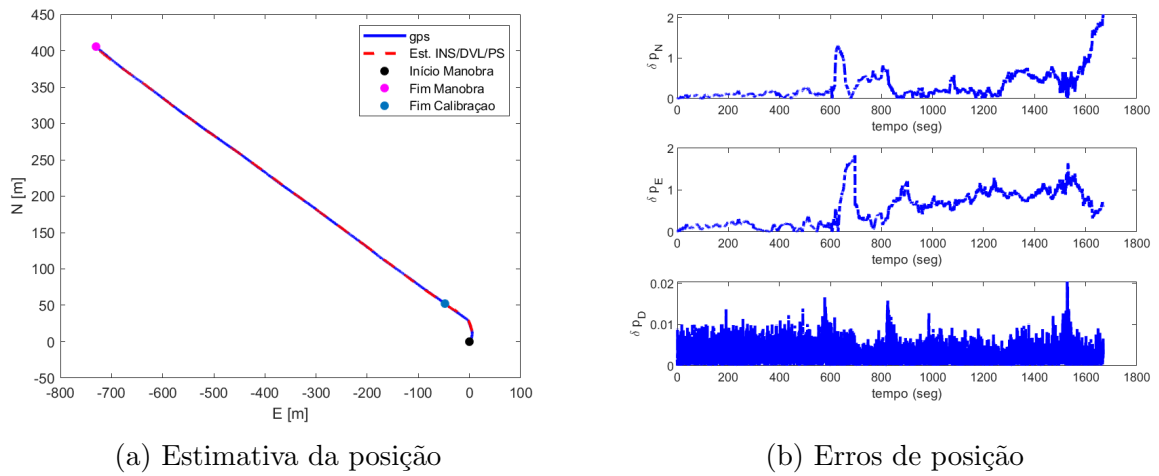 450
400
350
300
250
200
150
100
50
0
-50
N [m]
-800 -700 -600 -500 -400 -300 -200 -100 0 100
E [m]
gps
Est. INS/DVL/PS
Início Manobra
Fim Manobra
Fim Calibraçao
(a) Estimativa da posição
δ p_N
2
1
0
0 200 400 600 800 1000 1200 1400 1600 1800
tempo (seg)
δ p_E
2
1
0
0 200 400 600 800 1000 1200 1400 1600 1800
tempo (seg)
δ p_D
0.02
0.01
0
0 200 400 600 800 1000 1200 1400 1600 1800
tempo (seg)
(b) Erros de posição